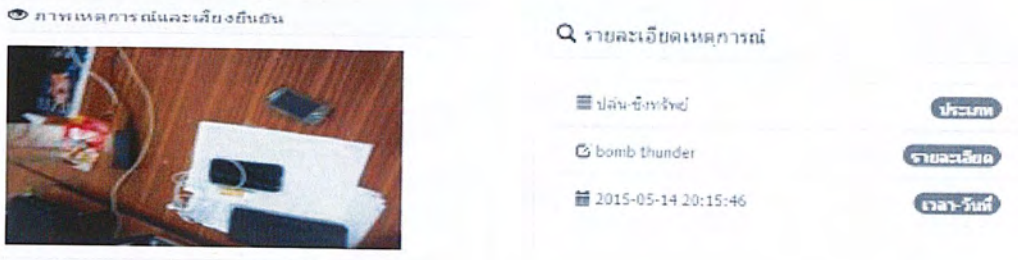 ภาพเหตุการณ์และเสียงยืนยัน
รายละเอียดเหตุการณ์
ปล้น-ชิงทรัพย์ ประเภท
bomb thunder รายละเอียด
2015-05-14 20:15:46 เวลา-วันที่